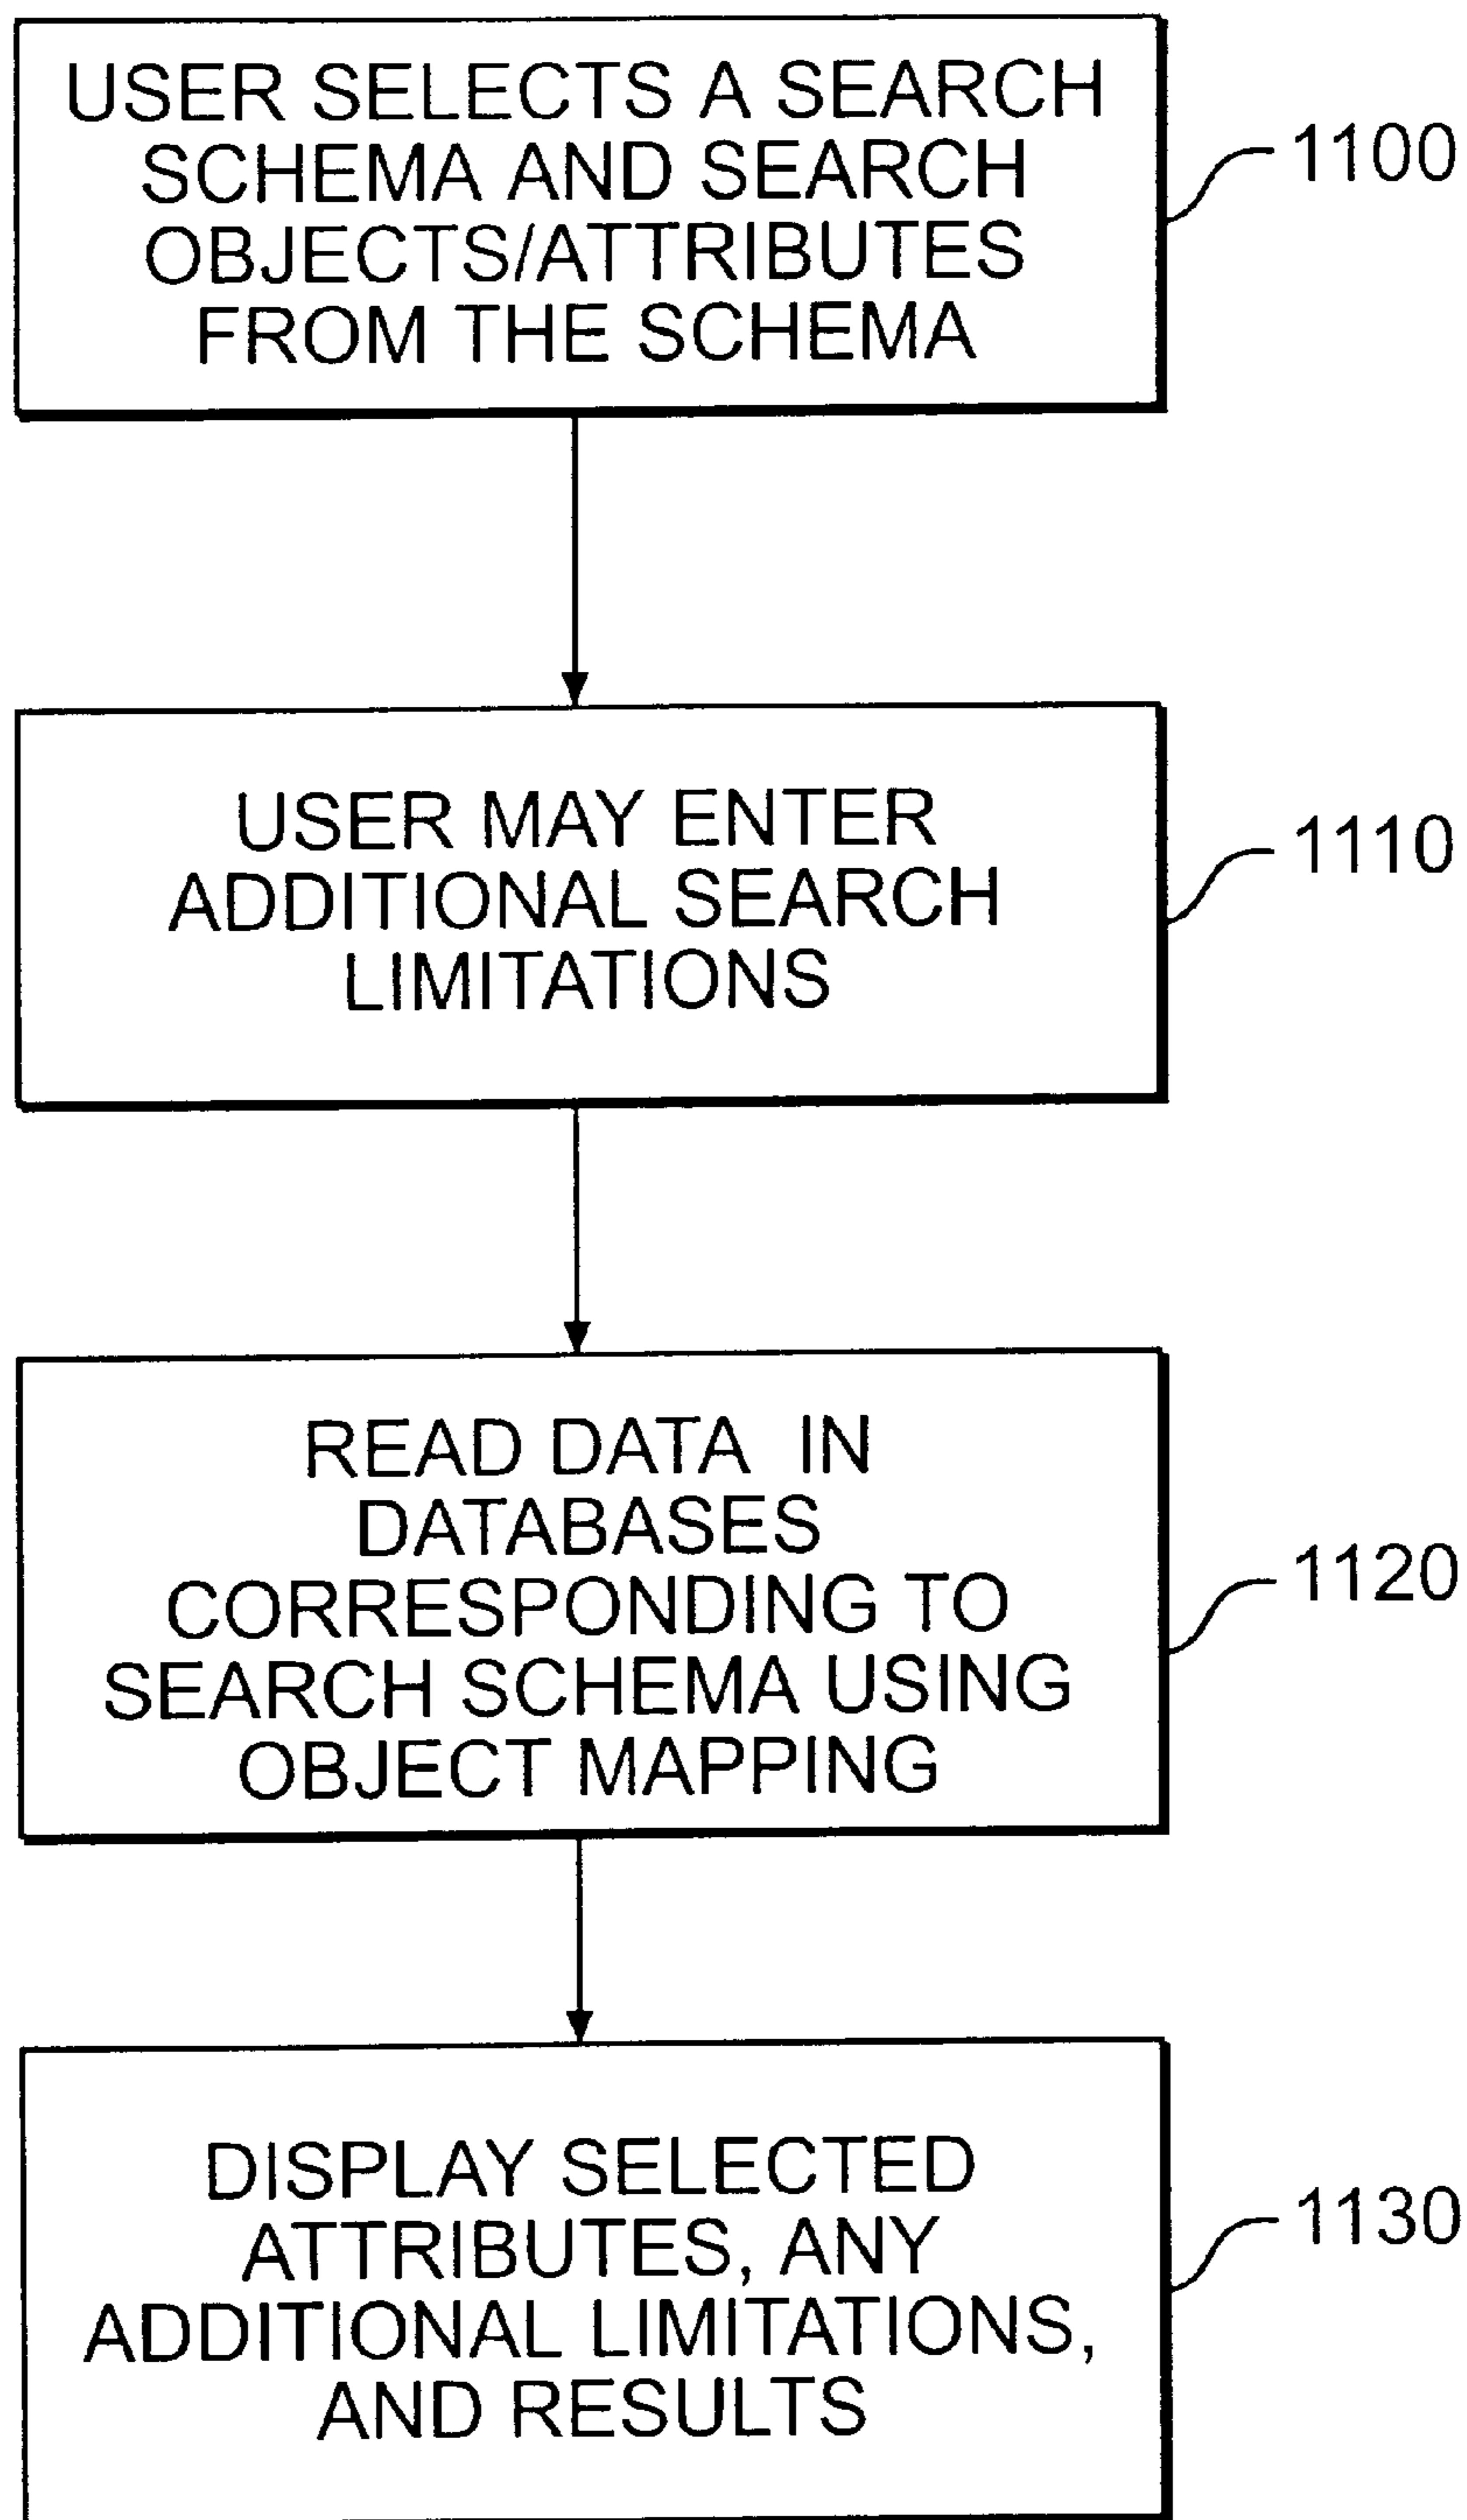 USER SELECTS A SEARCH
SCHEMA AND SEARCH
OBJECTS/ATTRIBUTES
FROM THE SCHEMA
1100
USER MAY ENTER
ADDITIONAL SEARCH
LIMITATIONS
1110
READ DATA IN
DATABASES
CORRESPONDING TO
SEARCH SCHEMA USING
OBJECT MAPPING
1120
DISPLAY SELECTED
ATTRIBUTES, ANY
ADDITIONAL LIMITATIONS,
AND RESULTS
1130